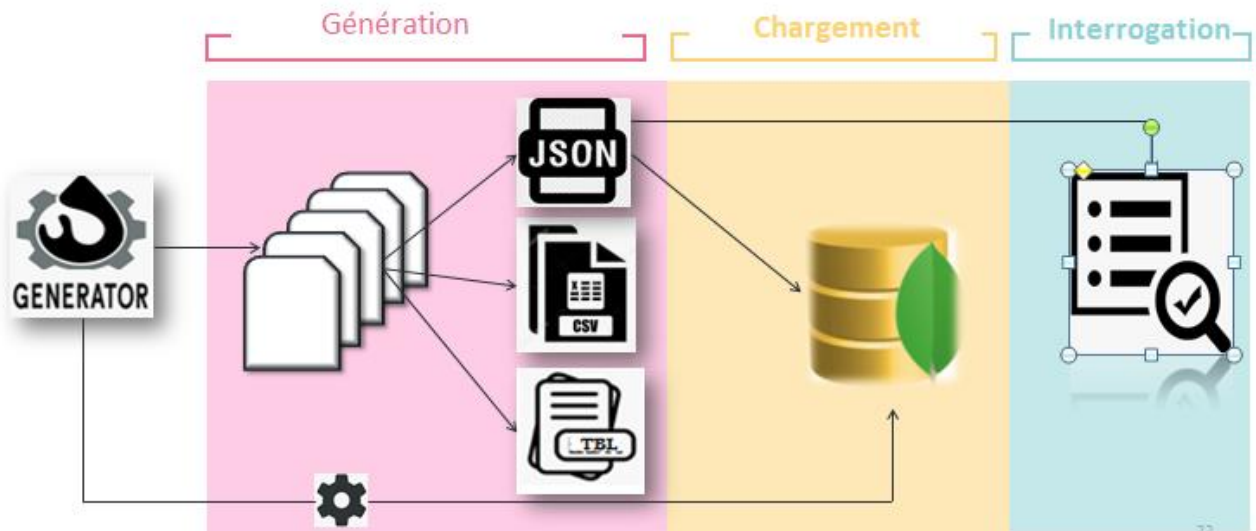 Génération
Chargement
Interrogation
JSON
GENERATOR
X
CSV
TBL